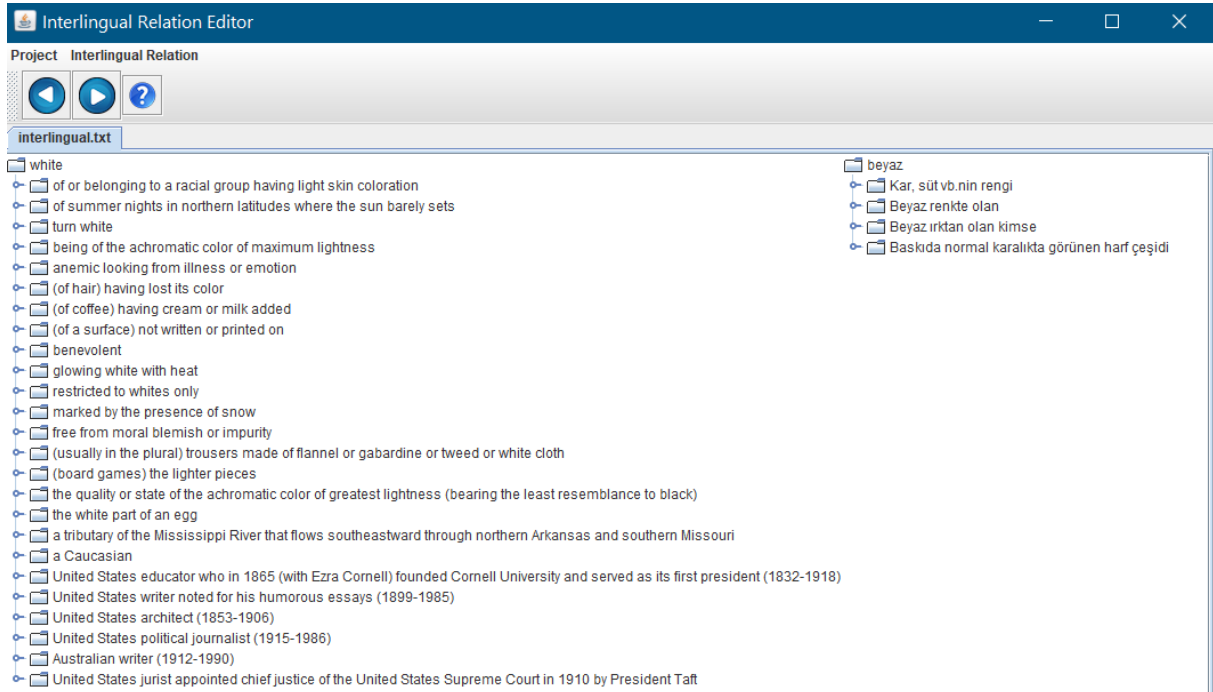 Interlingual Relation Editor
Project Interlingual Relation
?
interlingual.txt
white
of or belonging to a racial group having light skin coloration
of summer nights in northern latitudes where the sun barely sets
turn white
being of the achromatic color of maximum lightness
anemic looking from illness or emotion
(of hair) having lost its color
(of coffee) having cream or milk added
(of a surface) not written or printed on
benevolent
glowing white with heat
restricted to whites only
marked by the presence of snow
free from moral blemish or impurity
(usually in the plural) trousers made of flannel or gabardine or tweed or white cloth
(board games) the lighter pieces
the quality or state of the achromatic color of greatest lightness (bearing the least resemblance to black)
the white part of an egg
a tributary of the Mississippi River that flows southeastward through northern Arkansas and southern Missouri
a Caucasian
United States educator who in 1865 (with Ezra Cornell) founded Cornell University and served as its first president (1832-1918)
United States writer noted for his humorous essays (1899-1985)
United States architect (1853-1906)
United States political journalist (1915-1986)
Australian writer (1912-1990)
United States jurist appointed chief justice of the United States Supreme Court in 1910 by President Taft
beyaz
Kar, süt vb.nin rengi
Beyaz renkte olan
Beyaz ırktan olan kimse
Baskıda normal karalıkta görünen harf çeşidi